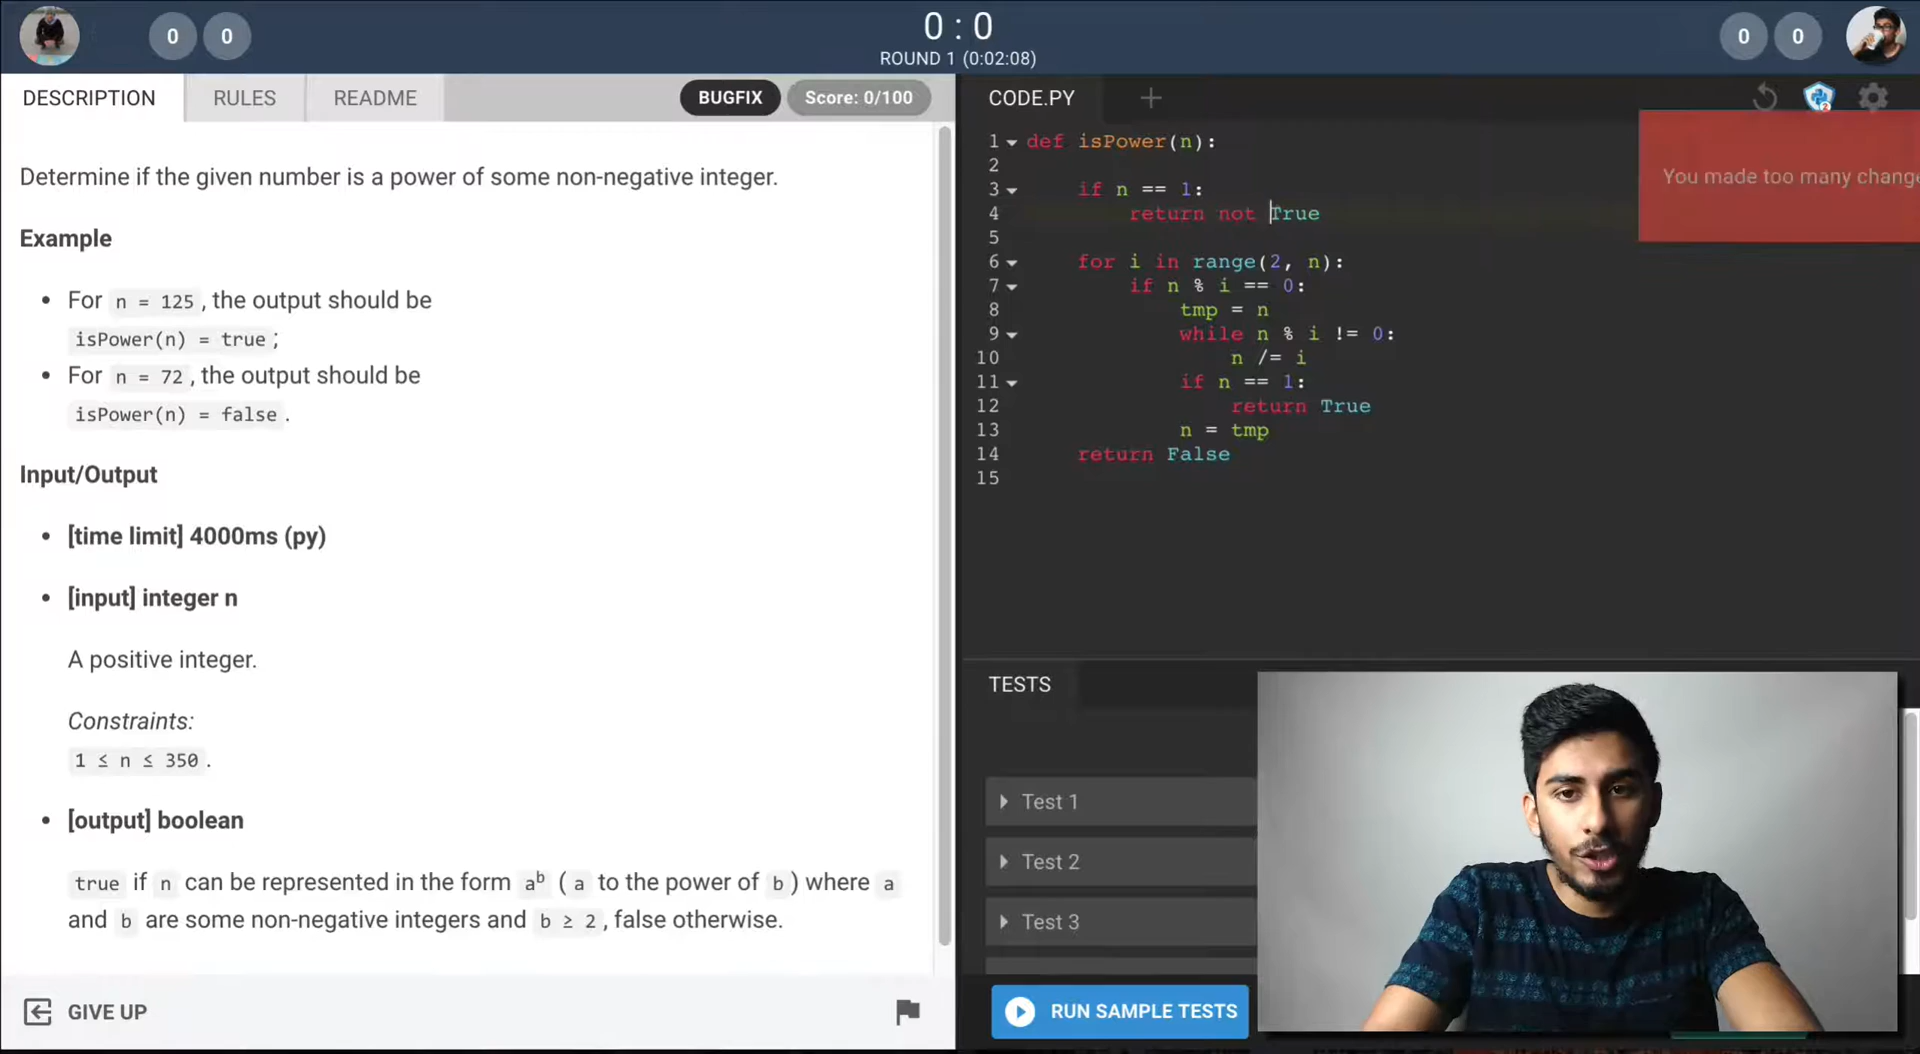 0 0
0 : 0
ROUND 1 (0:02:08)
0 0
DESCRIPTION
RULES
README
BUGFIX
Score: 0/100
Determine if the given number is a power of some non-negative integer.
Example
• For n = 125, the output should be
isPower(n) = true;
• For n = 72, the output should be
isPower(n) = false.
Input/Output
• [time limit] 4000ms (py)
• [input] integer n
A positive integer.
Constraints:
1 ≤ n ≤ 350.
• [output] boolean
true if n can be represented in the form aᵇ (a to the power of b) where a
and b are some non-negative integers and b ≥ 2, false otherwise.
GIVE UP
CODE.PY
+
You made too many change
1 def isPower(n):
2
3     if n == 1:
4         return not True
5
6     for i in range(2, n):
7         if n % i == 0:
8             tmp = n
9             while n % i != 0:
10                 n /= i
11             if n == 1:
12                 return True
13             n = tmp
14     return False
15
TESTS
Test 1
Test 2
Test 3
RUN SAMPLE TESTS